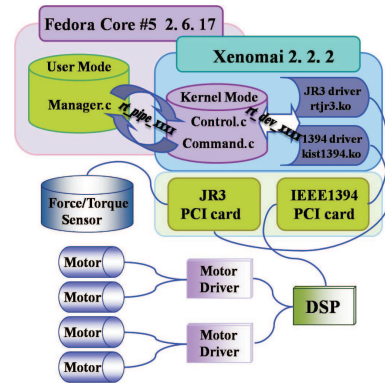 Fedora Core #5 2. 6. 17
Xenomai 2. 2. 2
User Mode
Manager.c
rt_pipe_xxxx
Kernel Mode
Control.c
Command.c
rt_dev_xxxx
JR3 driver
rtjr3.ko
1394 driver
kist1394.ko
Force/Torque
Sensor
JR3
PCI card
IEEE1394
PCI card
Motor
Motor
Motor
Motor
Motor
Driver
Motor
Driver
DSP